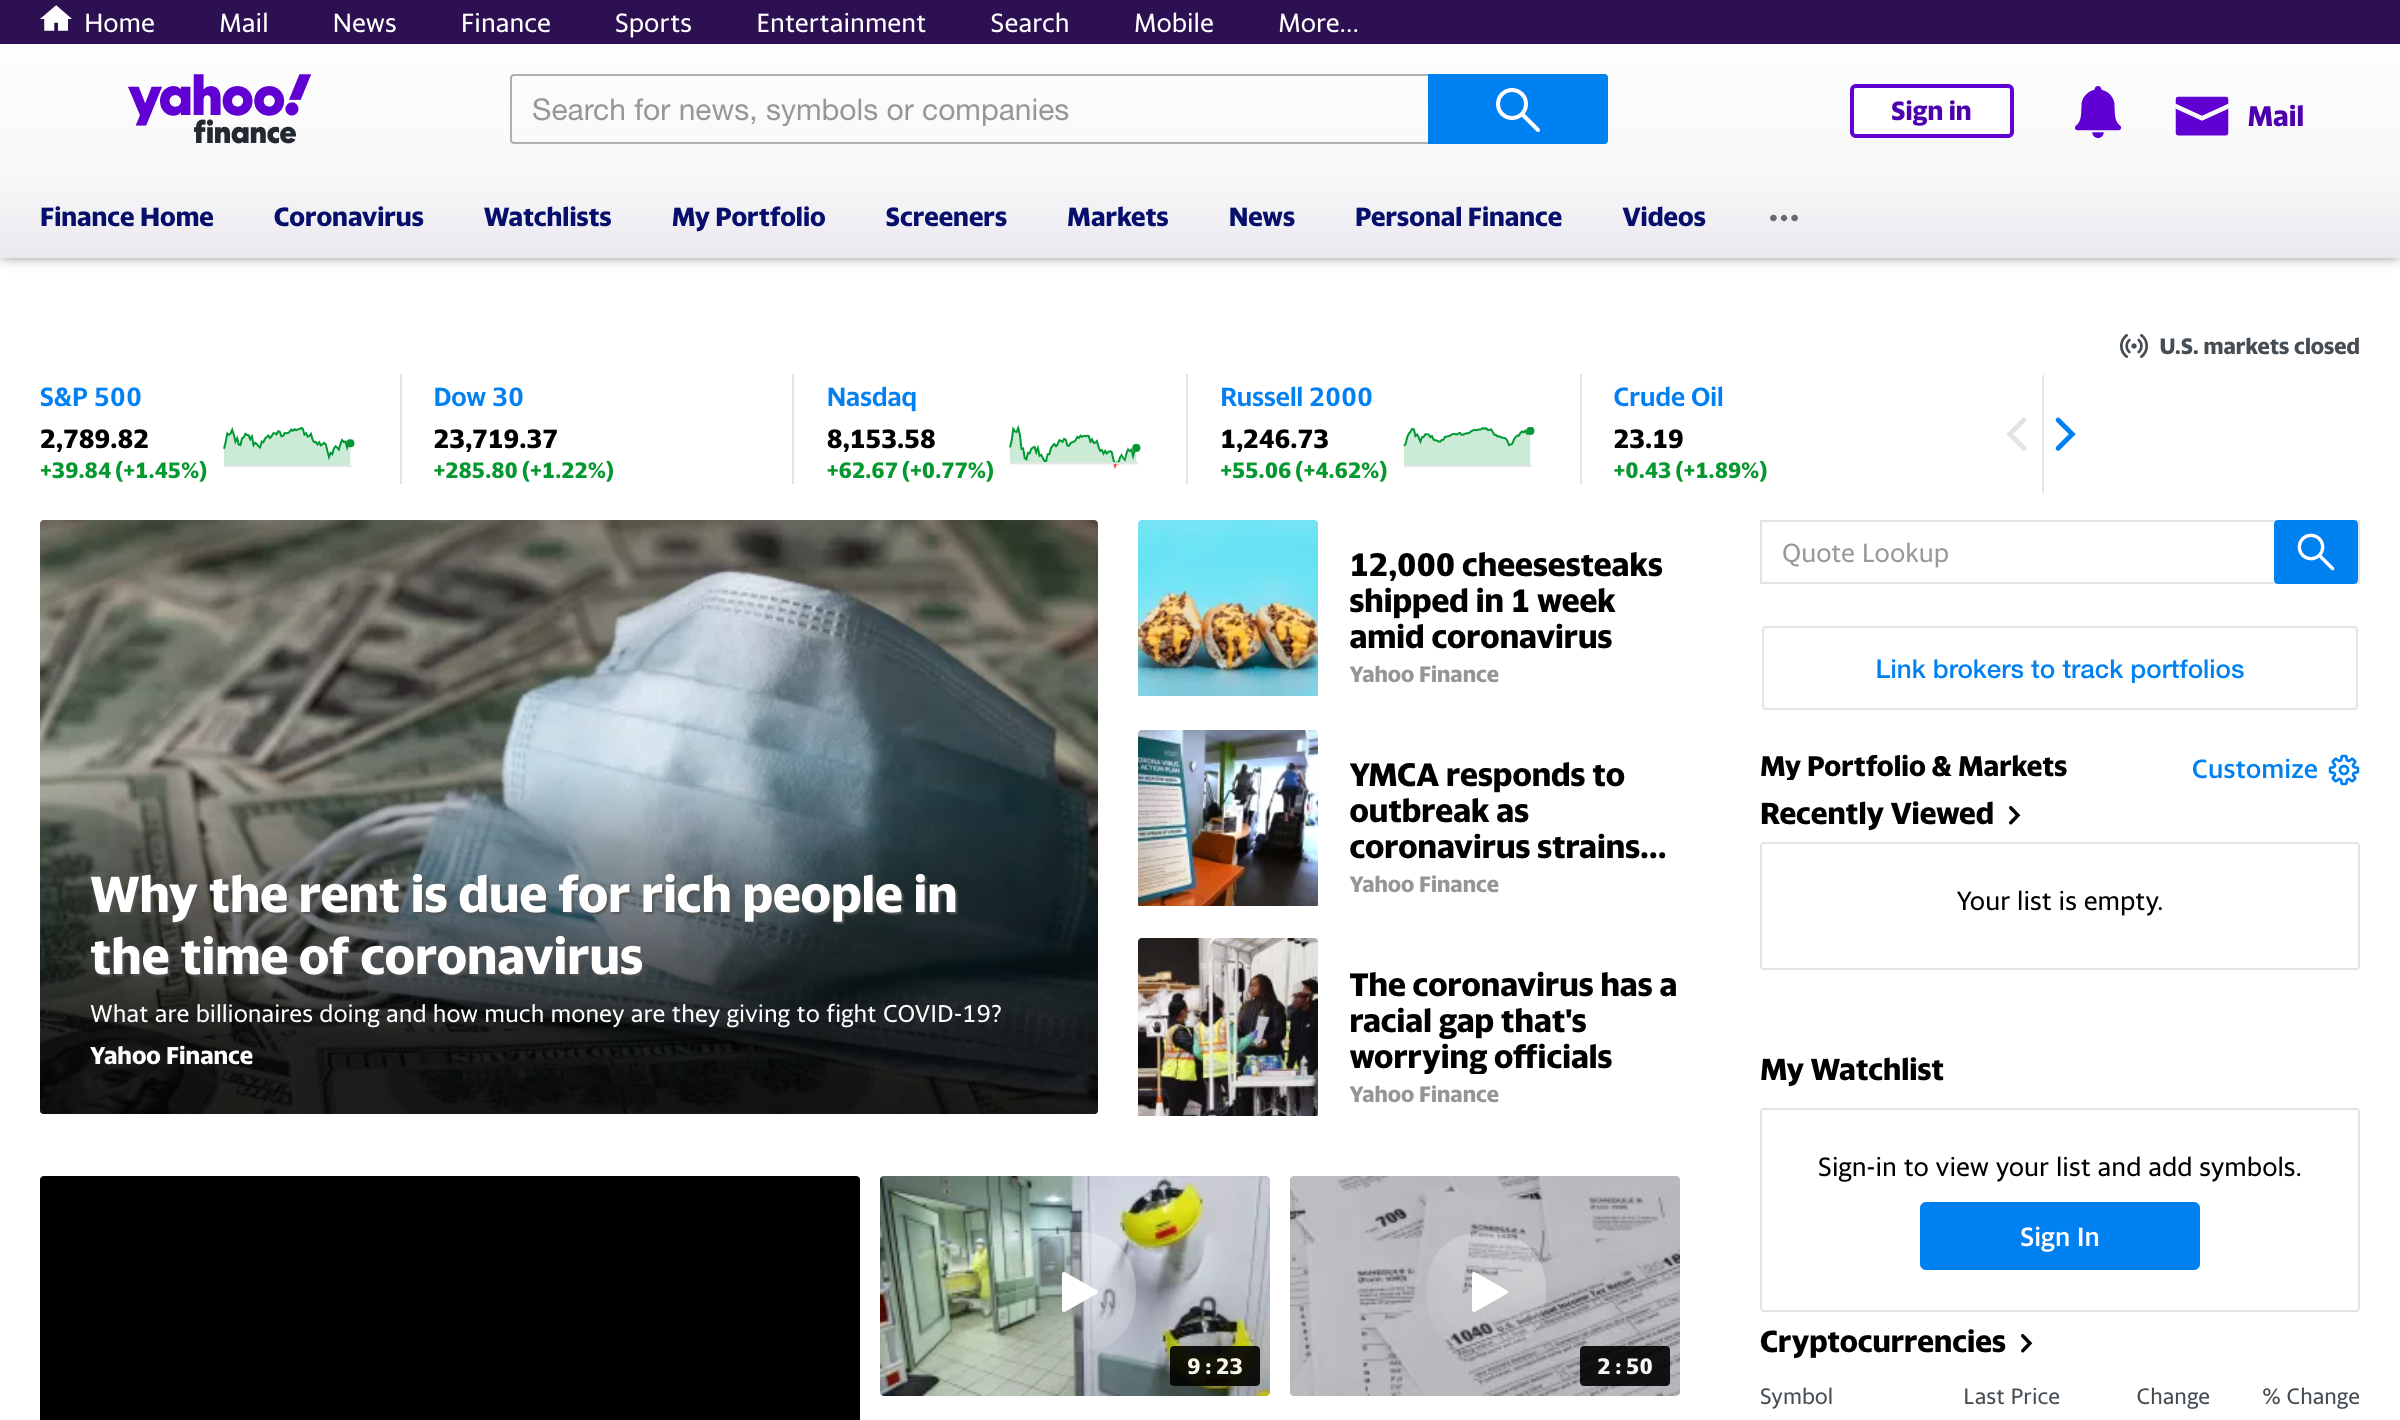 Home Mail News Finance Sports Entertainment Search Mobile More...
yahoo!
finance
Search for news, symbols or companies
Sign in
Mail
Finance Home Coronavirus Watchlists My Portfolio Screeners Markets News Personal Finance Videos
U.S. markets closed
S&P 500
2,789.82
+39.84 (+1.45%)
Dow 30
23,719.37
+285.80 (+1.22%)
Nasdaq
8,153.58
+62.67 (+0.77%)
Russell 2000
1,246.73
+55.06 (+4.62%)
Crude Oil
23.19
+0.43 (+1.89%)
Why the rent is due for rich people in
the time of coronavirus
What are billionaires doing and how much money are they giving to fight COVID-19?
Yahoo Finance
12,000 cheesesteaks
shipped in 1 week
amid coronavirus
Yahoo Finance
YMCA responds to
outbreak as
coronavirus strains...
Yahoo Finance
The coronavirus has a
racial gap that's
worrying officials
Yahoo Finance
Quote Lookup
Link brokers to track portfolios
My Portfolio & Markets
Customize
Recently Viewed
Your list is empty.
My Watchlist
Sign-in to view your list and add symbols.
Sign In
Cryptocurrencies
Symbol Last Price Change % Change
9:23
709
1040 U.S. Individual Income Tax Return
2:50